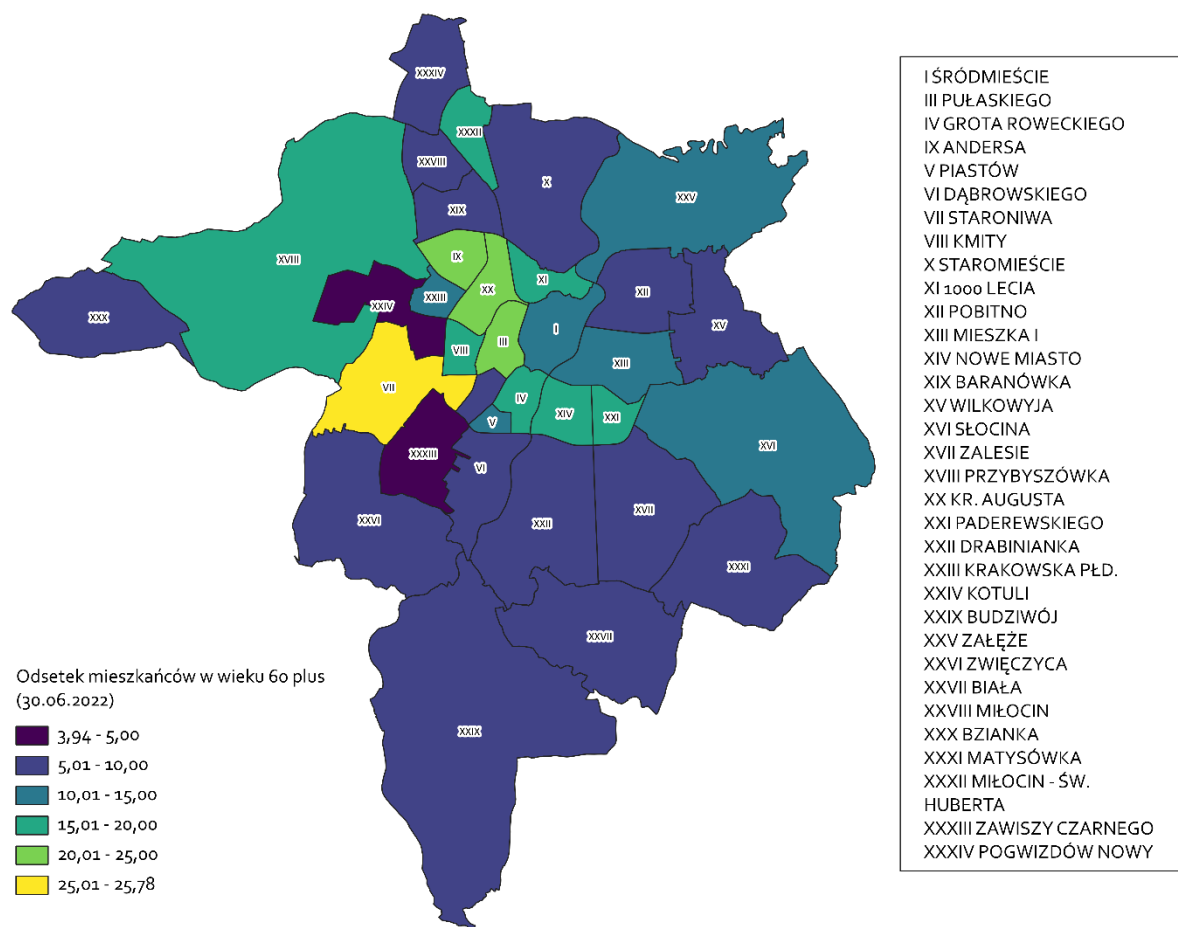 XXXIV
XXXII
XXVIII
X
XXV
XIX
XVIII
IX
XI
XX
XII
XXIV
XXIII
XV
XXX
I
III
VIII
XIII
VII
IV
XIV
XXI
V
XVI
XXXIII
VI
XXVI
XXII
XVII
XXXI
XXVII
XXIX
Odsetek mieszkańców w wieku 60 plus
(30.06.2022)
3,94 - 5,00
5,01 - 10,00
10,01 - 15,00
15,01 - 20,00
20,01 - 25,00
25,01 - 25,78
I ŚRÓDMIEŚCIE
III PUŁASKIEGO
IV GROTA ROWECKIEGO
IX ANDERSA
V PIASTÓW
VI DĄBROWSKIEGO
VII STARONIWA
VIII KMITY
X STAROMIEŚCIE
XI 1000 LECIA
XII POBITNO
XIII MIESZKA I
XIV NOWE MIASTO
XIX BARANÓWKA
XV WILKOWYJA
XVI SŁOCINA
XVII ZALESIE
XVIII PRZYBYSZÓWKA
XX KR. AUGUSTA
XXI PADEREWSKIEGO
XXII DRABINIANKA
XXIII KRAKOWSKA PŁD.
XXIV KOTULI
XXIX BUDZIWÓJ
XXV ZAŁĘŻE
XXVI ZWIĘCZYCA
XXVII BIAŁA
XXVIII MIŁOCIN
XXX BZIANKA
XXXI MATYSÓWKA
XXXII MIŁOCIN - ŚW.
HUBERTA
XXXIII ZAWISZY CZARNEGO
XXXIV POGWIZDÓW NOWY